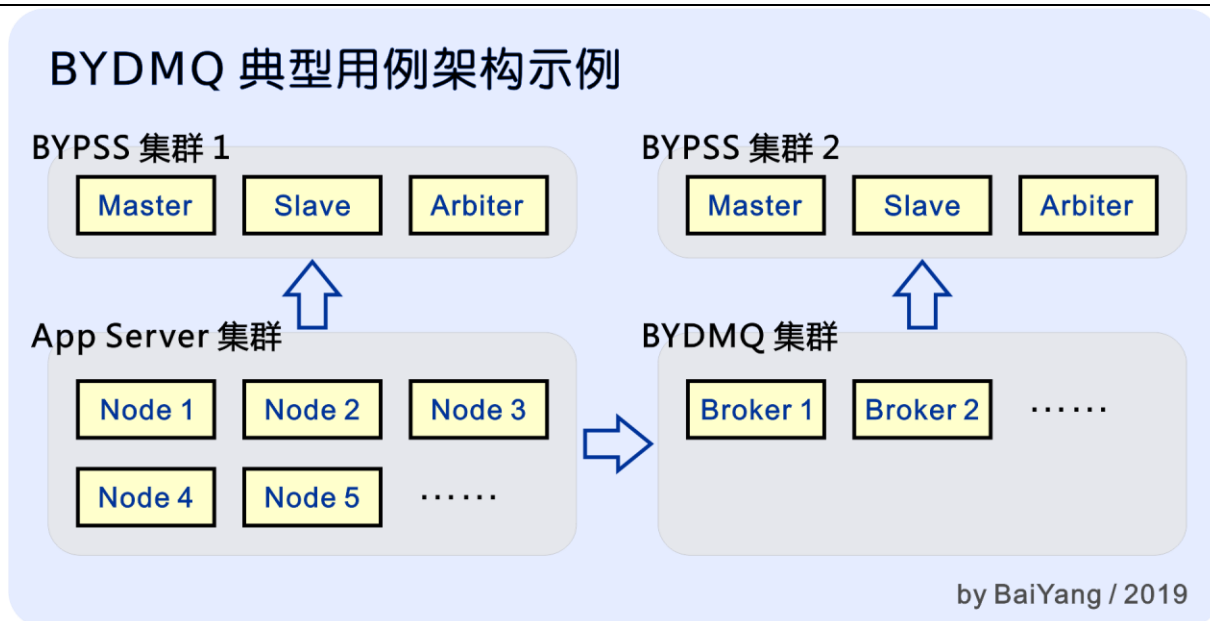 BYDMQ 典型用例架构示例
BYPSS 集群 1
Master Slave Arbiter
BYPSS 集群 2
Master Slave Arbiter
App Server 集群
Node 1 Node 2 Node 3
Node 4 Node 5 ……
BYDMQ 集群
Broker 1 Broker 2 ……
by BaiYang / 2019